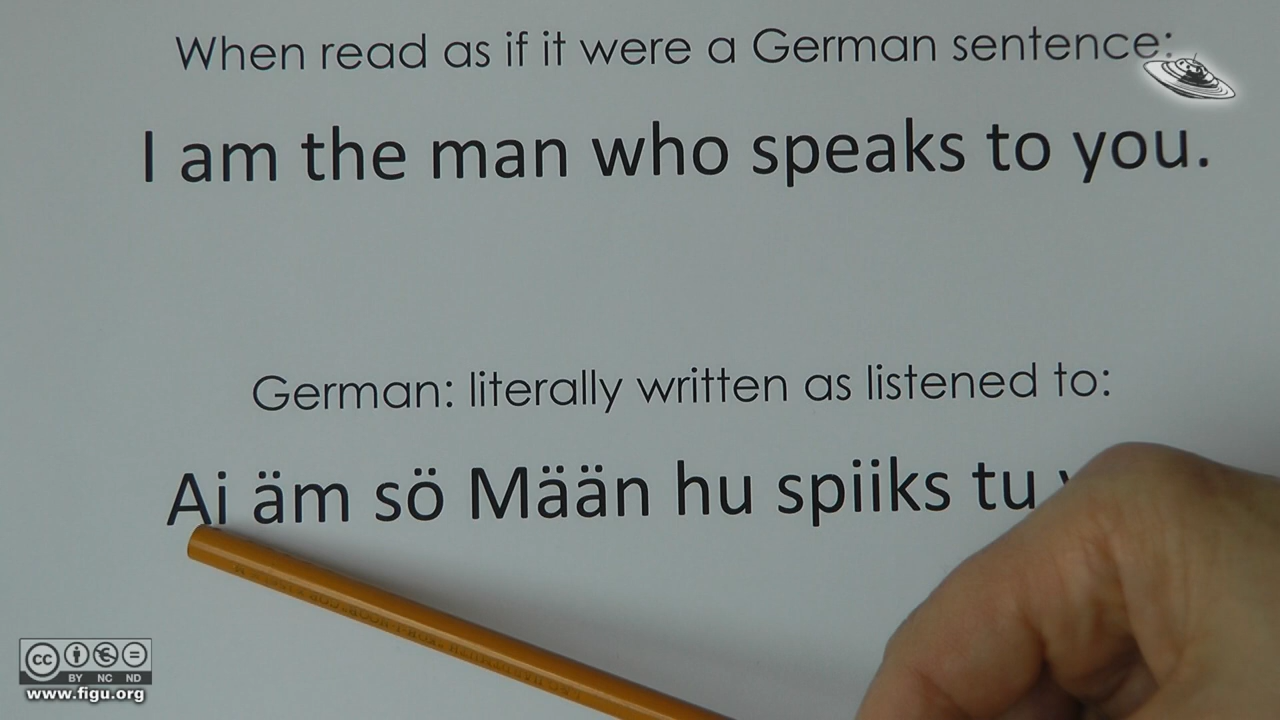 When read as if it were a German sentence:
I am the man who speaks to you.
German: literally written as listened to:
Ai äm sö Mään hu spiiks tu
cc BY NC ND
www.figu.org